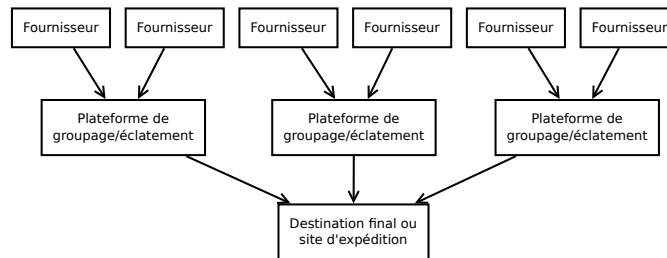 Fournisseur
Fournisseur
Fournisseur
Fournisseur
Fournisseur
Fournisseur
Plateforme de
groupage/éclatement
Plateforme de
groupage/éclatement
Plateforme de
groupage/éclatement
Destination final ou
site d'expédition